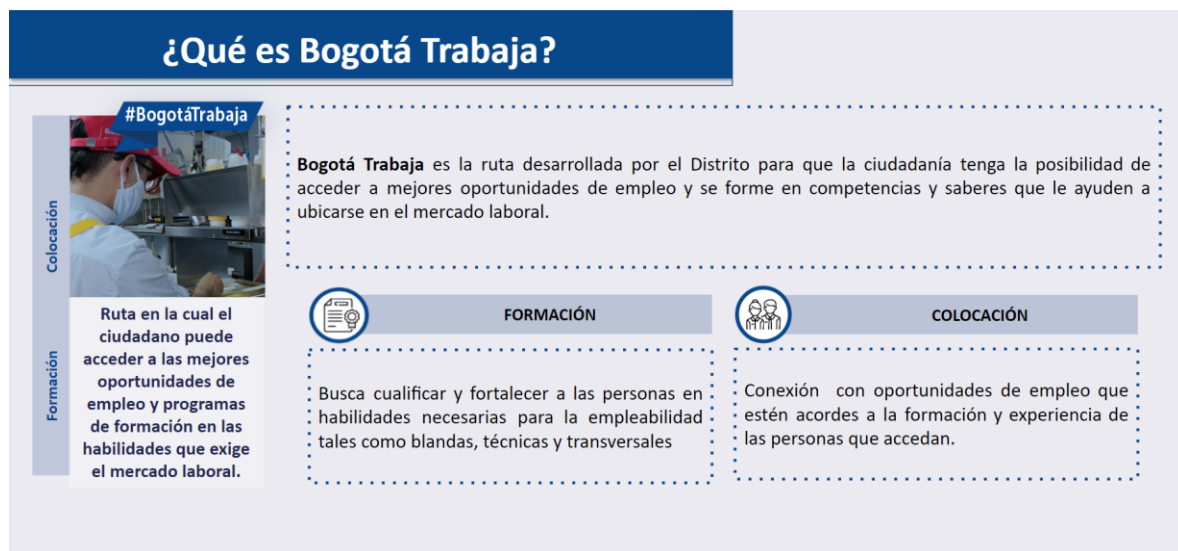 ¿Qué es Bogotá Trabaja?
#BogotáTrabaja
Colocación
Formación
Ruta en la cual el
ciudadano puede
acceder a las mejores
oportunidades de
empleo y programas
de formación en las
habilidades que exige
el mercado laboral.
Bogotá Trabaja es la ruta desarrollada por el Distrito para que la ciudadanía tenga la posibilidad de
acceder a mejores oportunidades de empleo y se forme en competencias y saberes que le ayuden a
ubicarse en el mercado laboral.
FORMACIÓN
Busca cualificar y fortalecer a las personas en
habilidades necesarias para la empleabilidad
tales como blandas, técnicas y transversales
COLOCACIÓN
Conexión con oportunidades de empleo que
estén acordes a la formación y experiencia de
las personas que accedan.